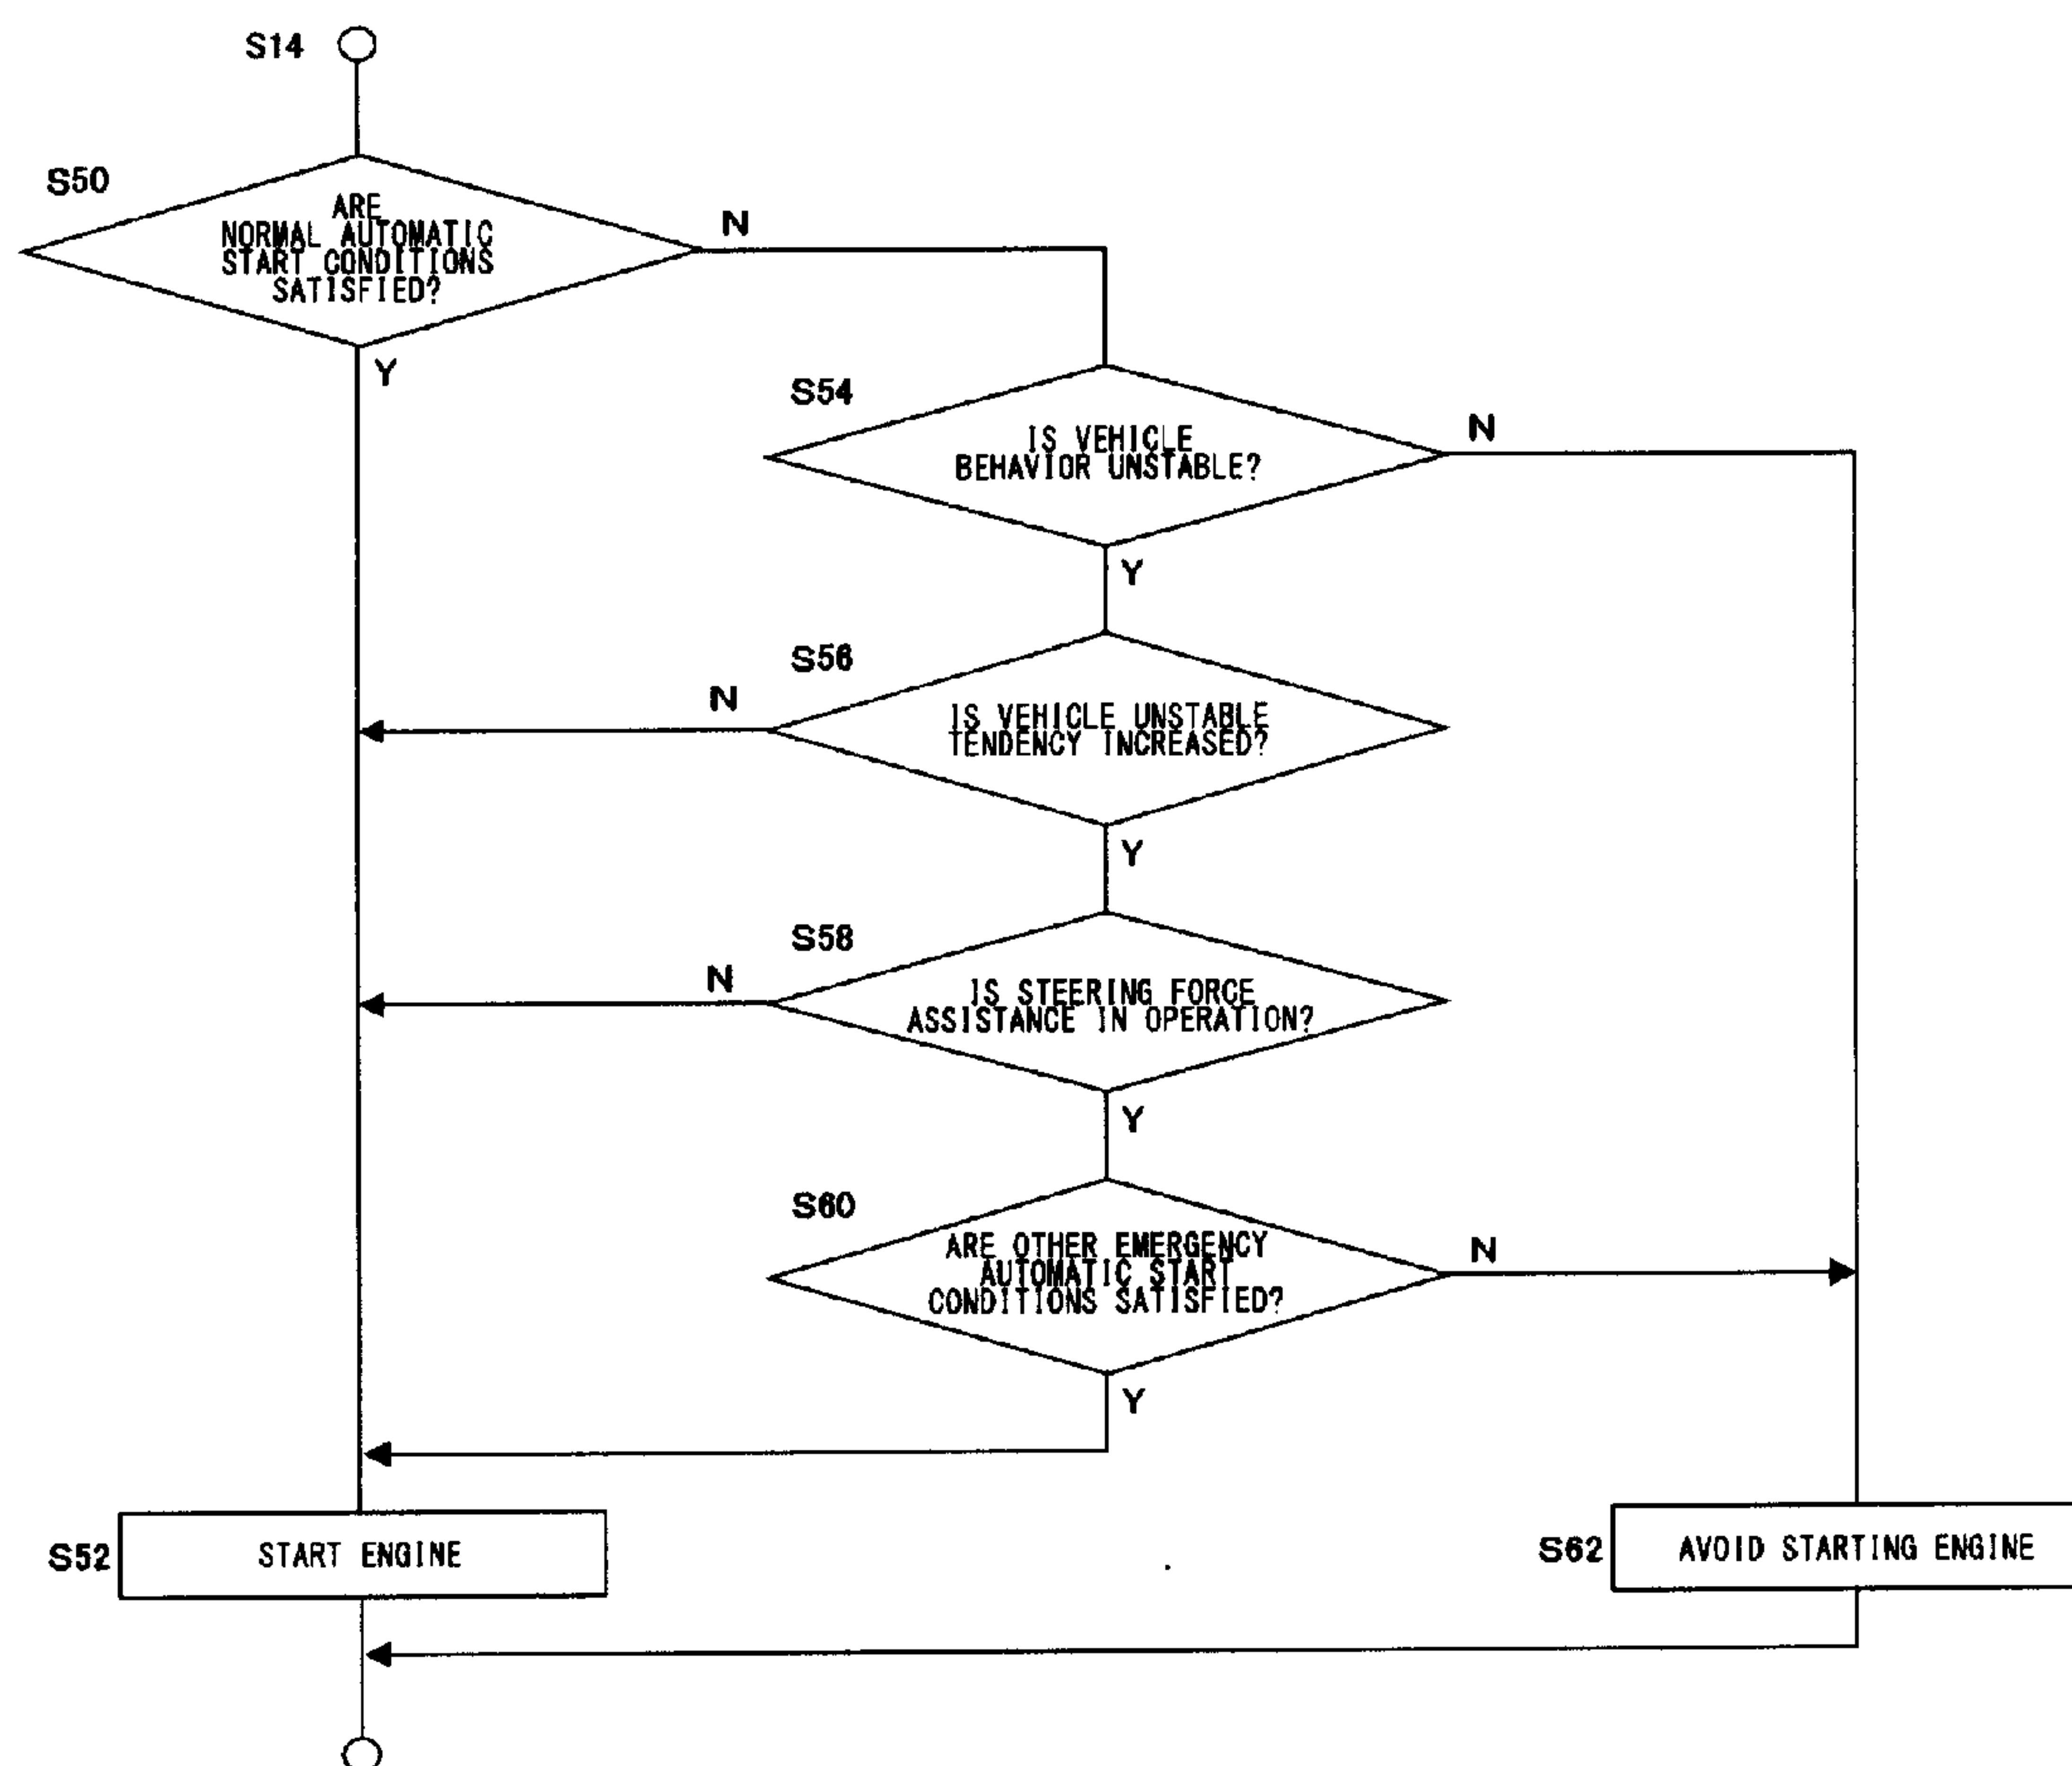 S14
S50
ARE
NORMAL AUTOMATIC
START CONDITIONS
SATISFIED?
N
Y
S54
IS VEHICLE
BEHAVIOR UNSTABLE?
N
Y
S56
IS VEHICLE UNSTABLE
TENDENCY INCREASED?
N
Y
S58
IS STEERING FORCE
ASSISTANCE IN OPERATION?
N
Y
S60
ARE OTHER EMERGENCY
AUTOMATIC START
CONDITIONS SATISFIED?
N
Y
S52
START ENGINE
S62
AVOID STARTING ENGINE